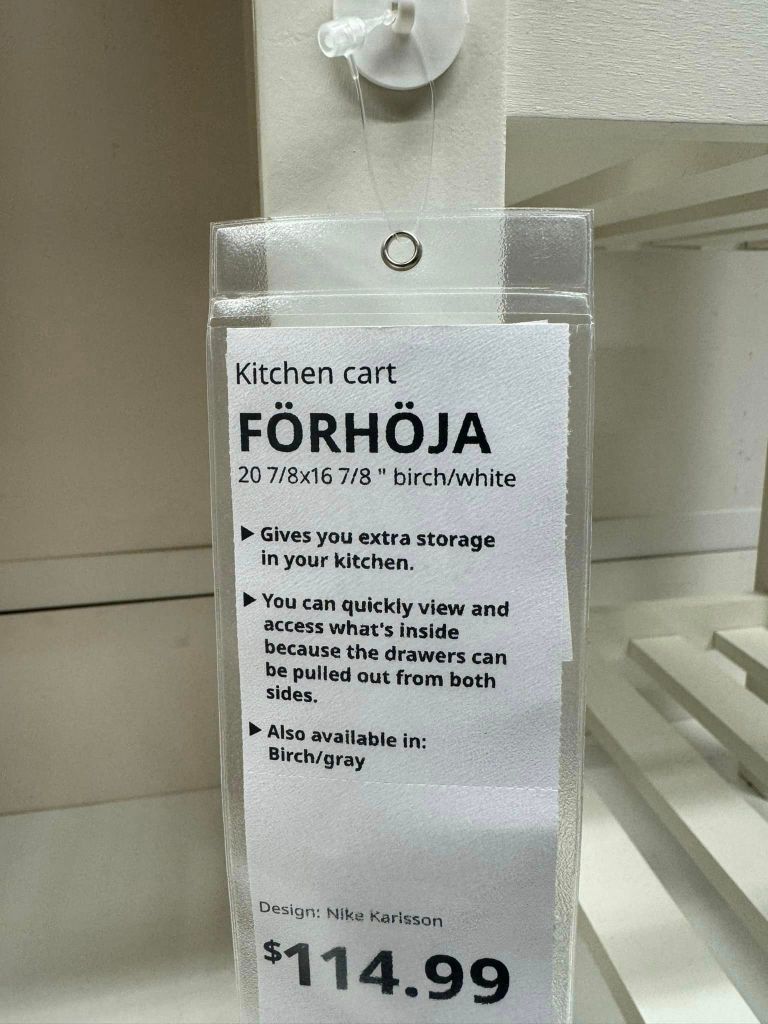 Kitchen cart
FÖRHÖJA
20 7/8x16 7/8 " birch/white
▶ Gives you extra storage
in your kitchen.
▶ You can quickly view and
access what's inside
because the drawers can
be pulled out from both
sides.
▶ Also available in:
Birch/gray
Design: Nike Karlsson
$114.99